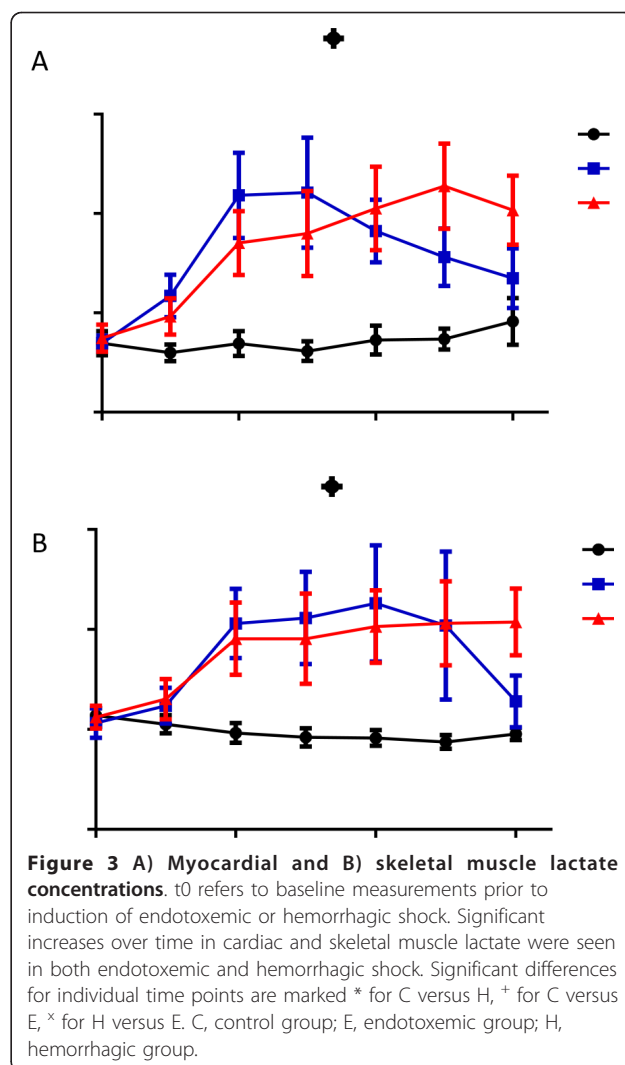 A
B
Figure 3 A) Myocardial and B) skeletal muscle lactate
concentrations. t0 refers to baseline measurements prior to
induction of endotoxemic or hemorrhagic shock. Significant
increases over time in cardiac and skeletal muscle lactate were seen
in both endotoxemic and hemorrhagic shock. Significant differences
for individual time points are marked * for C versus H, + for C versus
E, x for H versus E. C, control group; E, endotoxemic group; H,
hemorrhagic group.